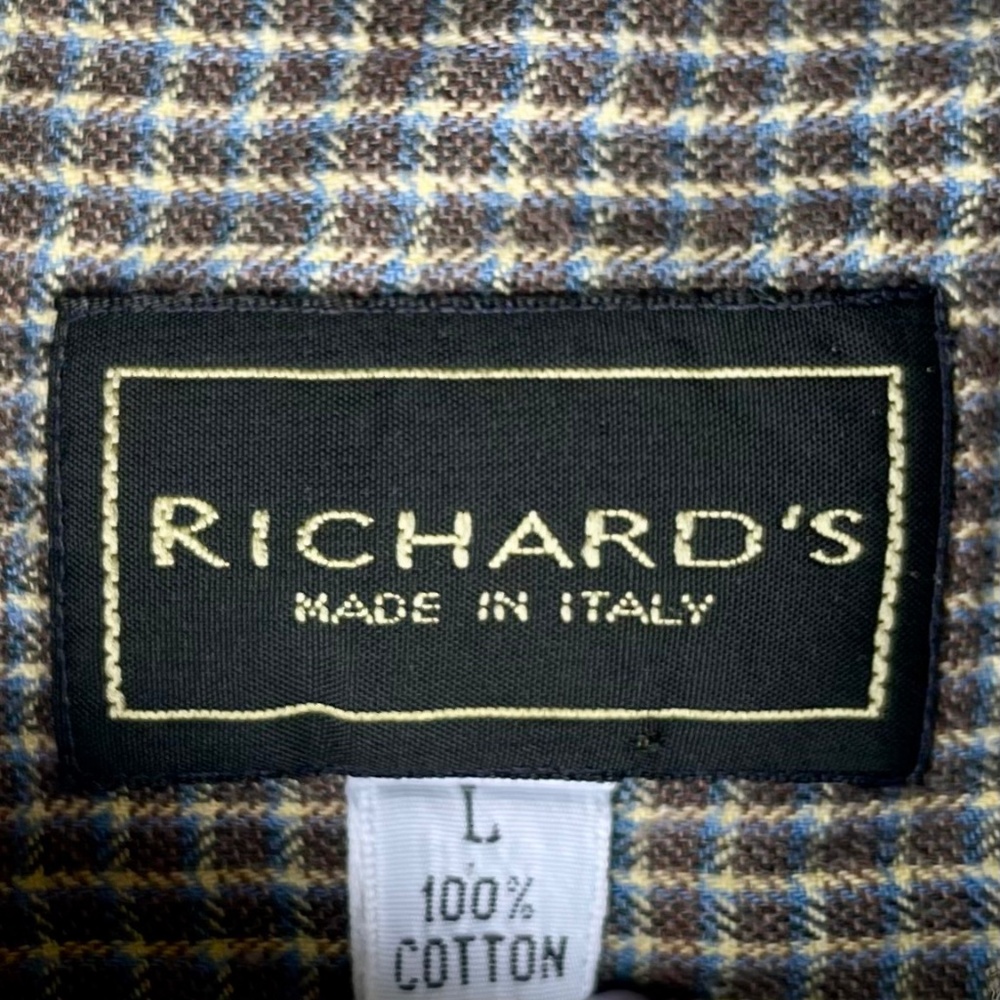 RICHARD'S
MADE IN ITALY
L
100%
COTTON